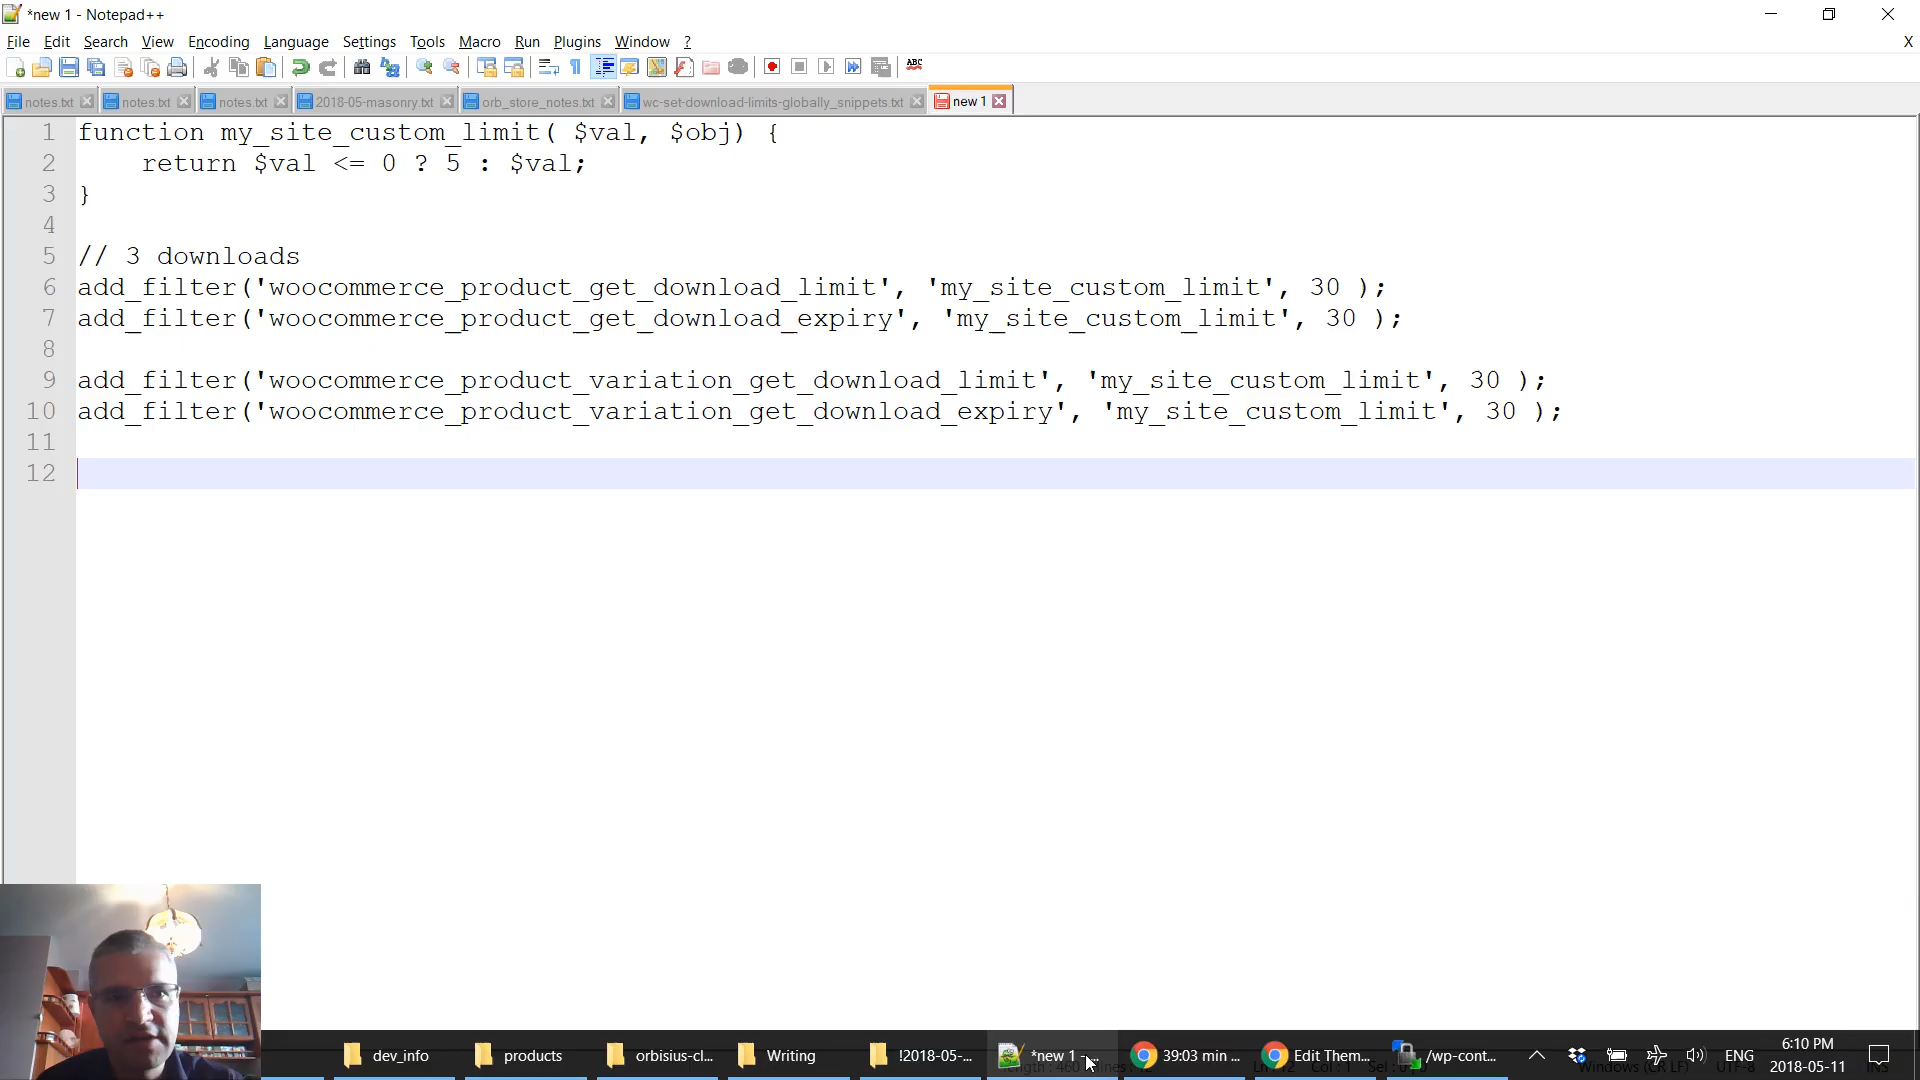 *new 1 - Notepad++
File Edit Search View Encoding Language Settings Tools Macro Run Plugins Window ? X
ABC
notes.txt notes.txt notes.txt 2018-05-masonry.txt orb_store_notes.txt wc-set-download-limits-globally_snippets.txt new 1
1 function my_site_custom_limit( $val, $obj) {
2 return $val <= 0 ? 5 : $val;
3 }
4
5 // 3 downloads
6 add_filter('woocommerce_product_get_download_limit', 'my_site_custom_limit', 30 );
7 add_filter('woocommerce_product_get_download_expiry', 'my_site_custom_limit', 30 );
8
9 add_filter('woocommerce_product_variation_get_download_limit', 'my_site_custom_limit', 30 );
10 add_filter('woocommerce_product_variation_get_download_expiry', 'my_site_custom_limit', 30 );
11
12
dev_info products orbisius-cl... Writing !2018-05-... *new 1 -... 39:03 min ... Edit Them... /wp-cont... ENG
6:10 PM
2018-05-11